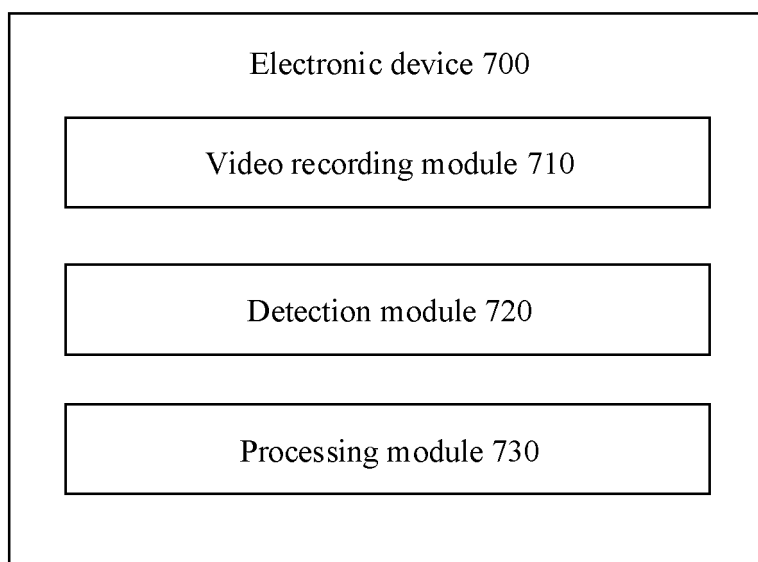 Electronic device 700
Video recording module 710
Detection module 720
Processing module 730